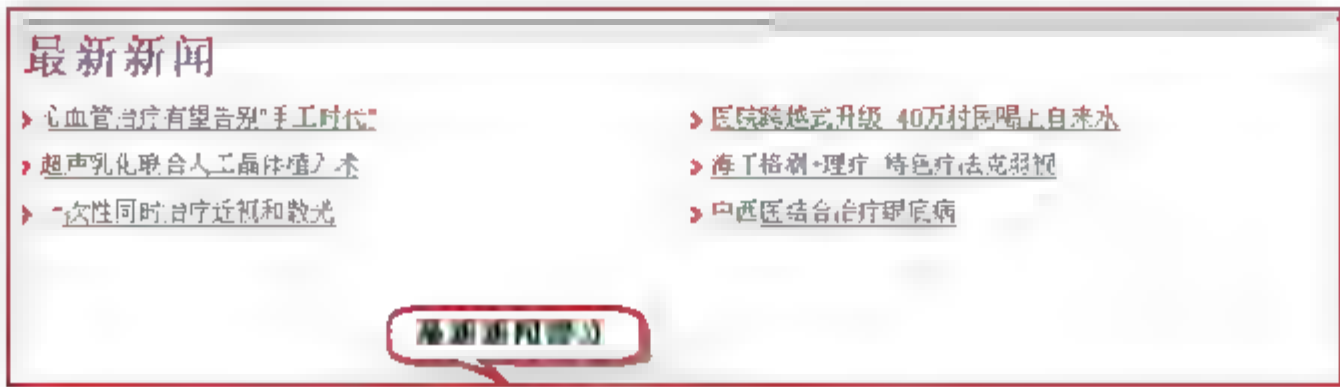 最新新闻
心血管治疗有望告别"手工时代"
医院跨越式升级 40万村民喝上自来水
超声乳化联合人工晶体植入术
理疗 特色疗法克弱视
一次性同时治疗近视和散光
中西医结合治疗眼底病
最新新闻部分